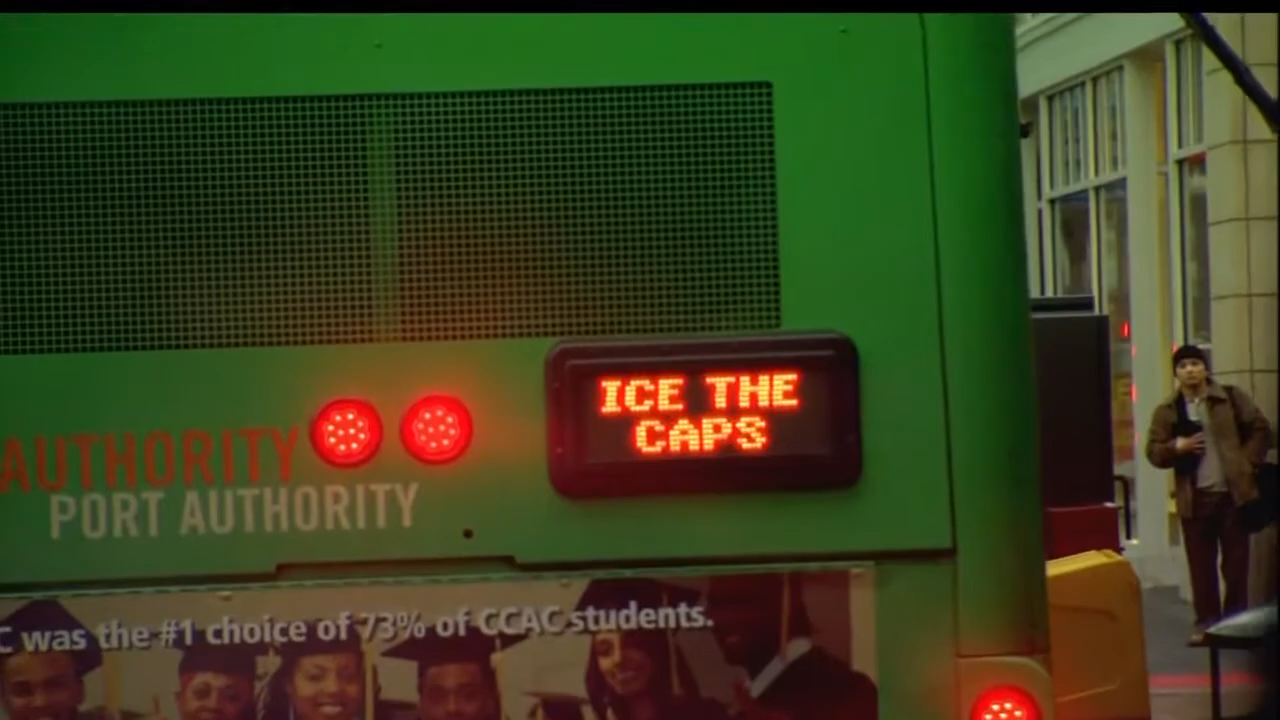 ICE THE
CAPS
AUTHORITY
PORT AUTHORITY
C was the #1 choice of 73% of CCAC students.